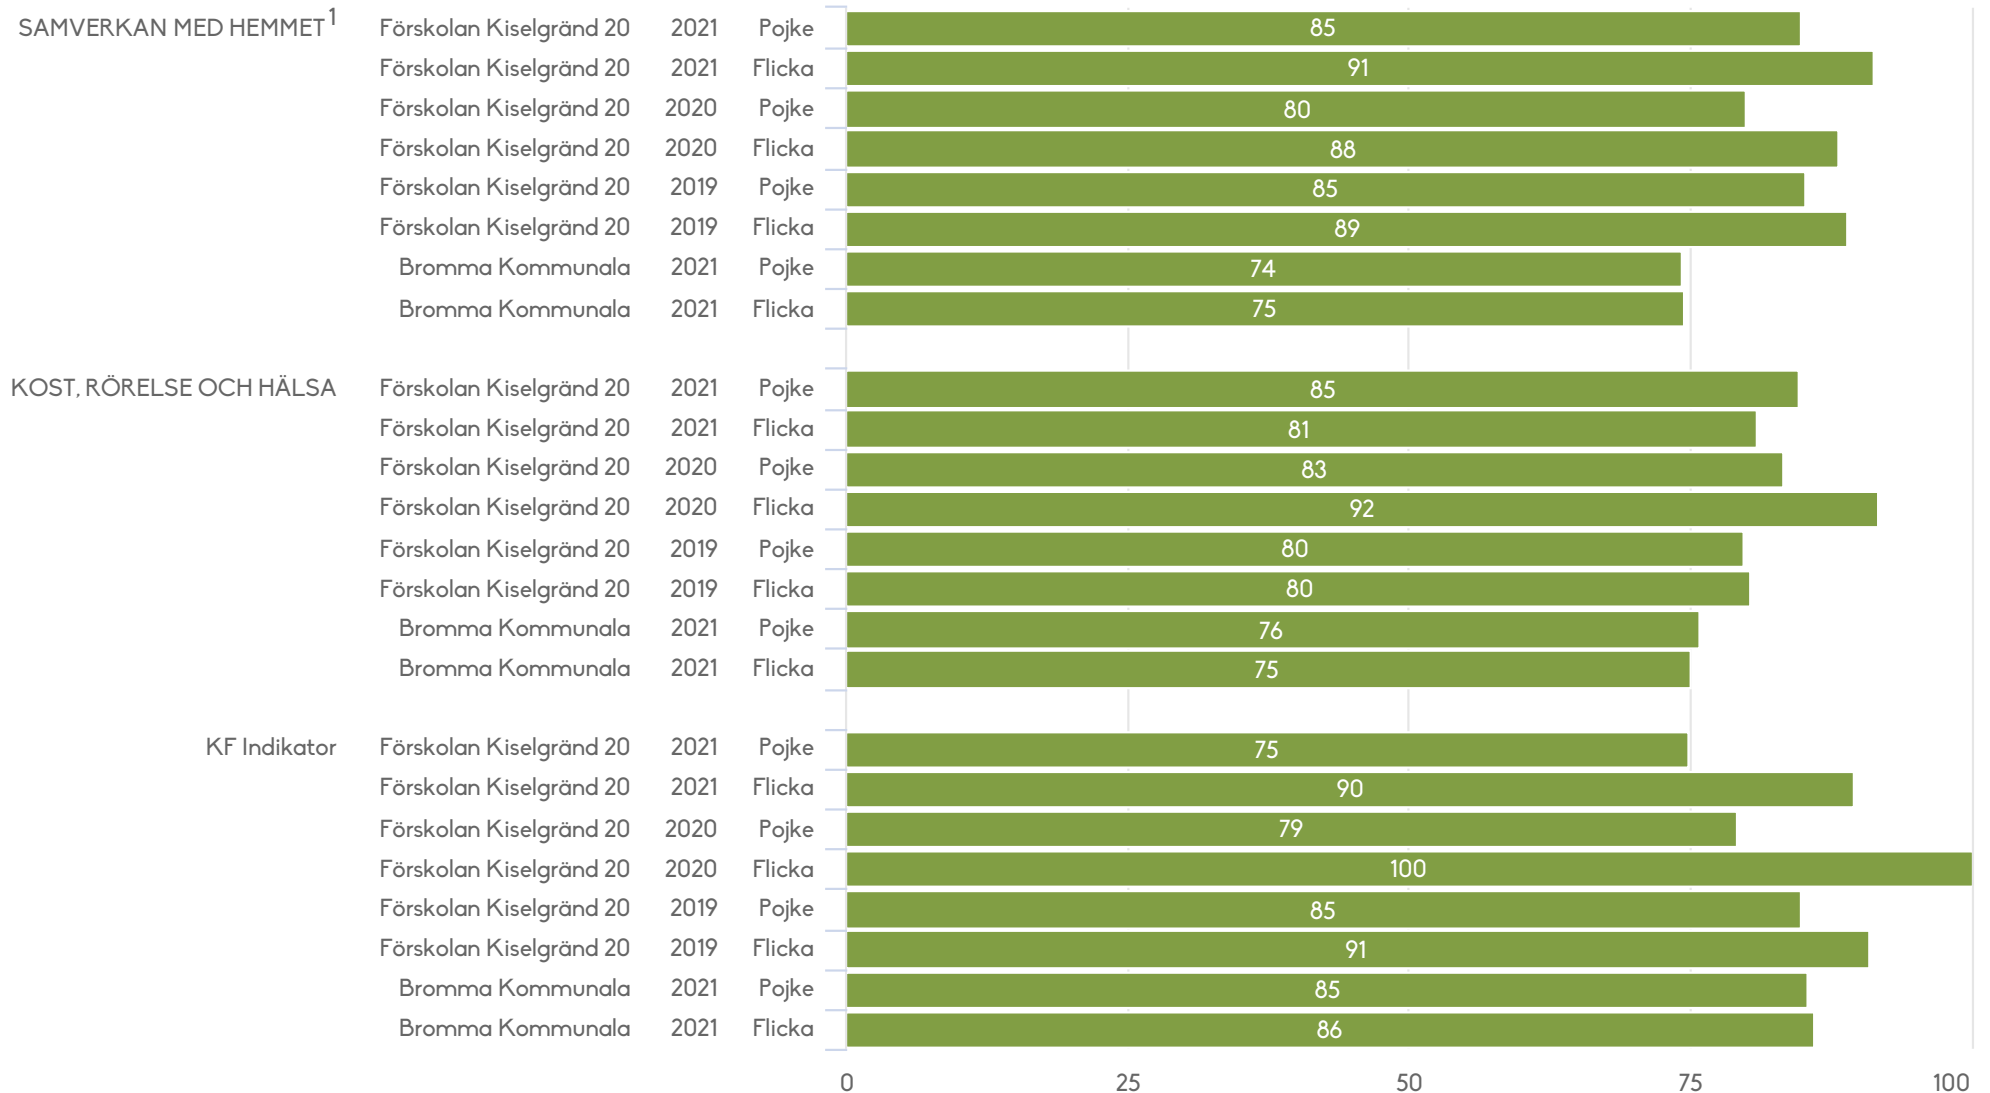 SAMVERKAN MED HEMMET¹ Förskolan Kiselgränd 20 2021 Pojke 85
Förskolan Kiselgränd 20 2021 Flicka 91
Förskolan Kiselgränd 20 2020 Pojke 80
Förskolan Kiselgränd 20 2020 Flicka 88
Förskolan Kiselgränd 20 2019 Pojke 85
Förskolan Kiselgränd 20 2019 Flicka 89
Bromma Kommunala 2021 Pojke 74
Bromma Kommunala 2021 Flicka 75
KOST, RÖRELSE OCH HÄLSA Förskolan Kiselgränd 20 2021 Pojke 85
Förskolan Kiselgränd 20 2021 Flicka 81
Förskolan Kiselgränd 20 2020 Pojke 83
Förskolan Kiselgränd 20 2020 Flicka 92
Förskolan Kiselgränd 20 2019 Pojke 80
Förskolan Kiselgränd 20 2019 Flicka 80
Bromma Kommunala 2021 Pojke 76
Bromma Kommunala 2021 Flicka 75
KF Indikator Förskolan Kiselgränd 20 2021 Pojke 75
Förskolan Kiselgränd 20 2021 Flicka 90
Förskolan Kiselgränd 20 2020 Pojke 79
Förskolan Kiselgränd 20 2020 Flicka 100
Förskolan Kiselgränd 20 2019 Pojke 85
Förskolan Kiselgränd 20 2019 Flicka 91
Bromma Kommunala 2021 Pojke 85
Bromma Kommunala 2021 Flicka 86
0 25 50 75 100